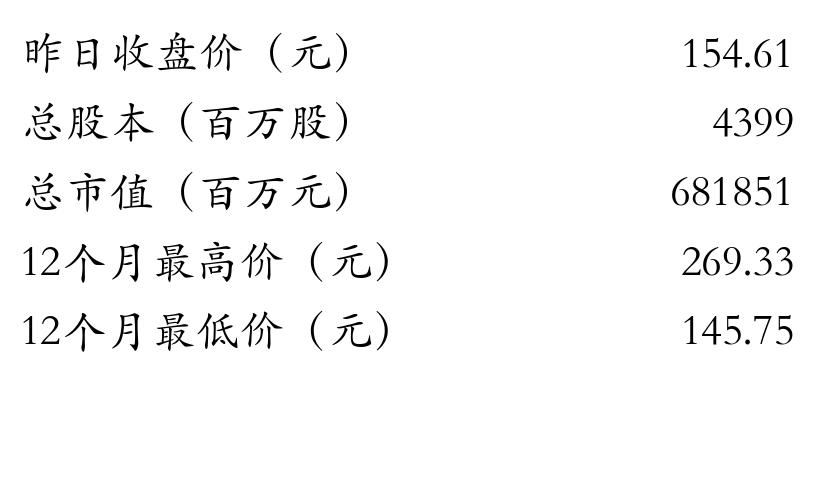 昨日收盘价（元） 154.61
总股本（百万股） 4399
总市值（百万元） 681851
12个月最高价（元） 269.33
12个月最低价（元） 145.75